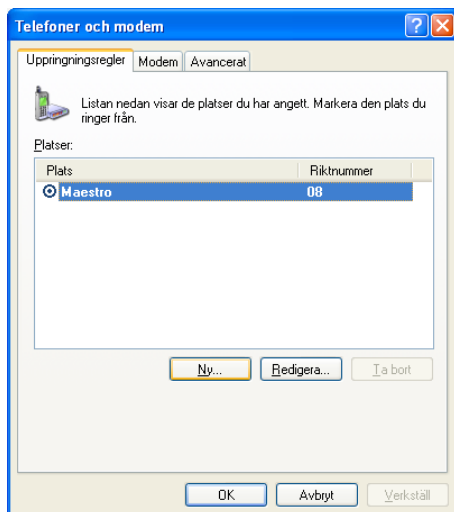 Telefoner och modem
Uppringningsregler Modem Avancerat
Listan nedan visar de platser du har angett. Markera den plats du
ringer från.
Platser:
Plats Riktnummer
Maestro 08
Ny... Redigera... Ta bort
OK Avbryt Verkställ